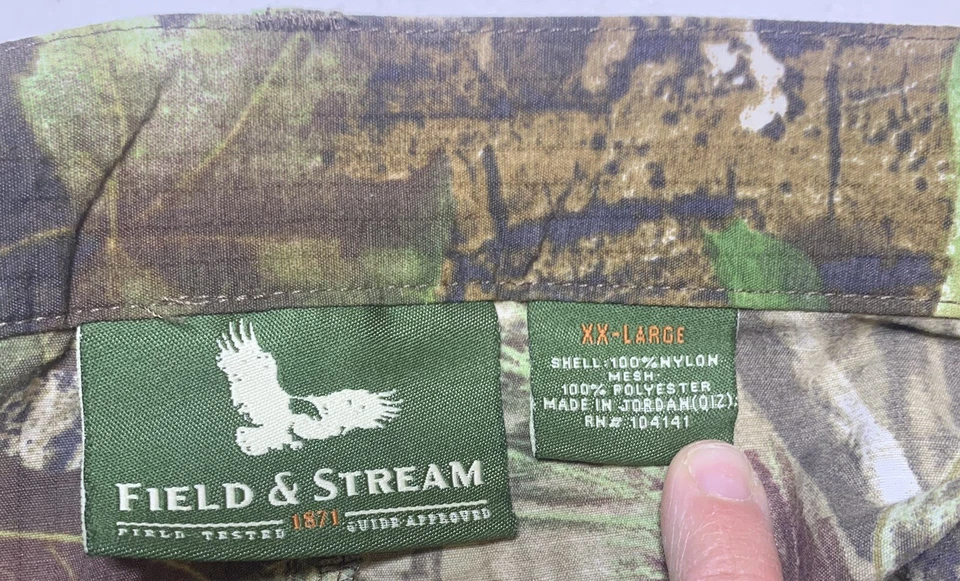 FIELD & STREAM
1871
FIELD TESTED GUIDE APPROVED
XX-LARGE
SHELL:100%NYLON
MESH:
100% POLYESTER
MADE IN JORDAN(QIZ)
RN# 104141